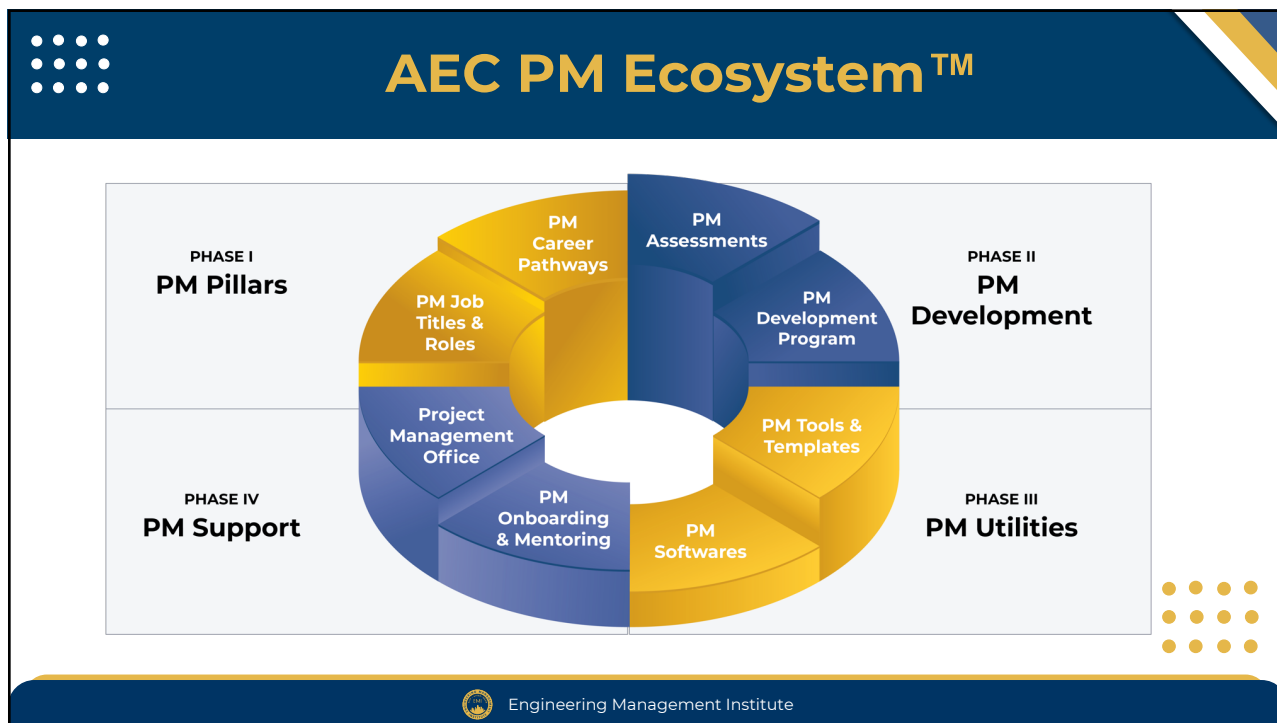 AEC PM Ecosystem™
PHASE I
PM Pillars
PM
Career
Pathways
PM Job
Titles &
Roles
PM
Assessments
PM
Development
Program
PHASE II
PM
Development
Project
Management
Office
PM
Onboarding
& Mentoring
PHASE IV
PM Support
PM Tools &
Templates
PM
Softwares
PHASE III
PM Utilities
Engineering Management Institute